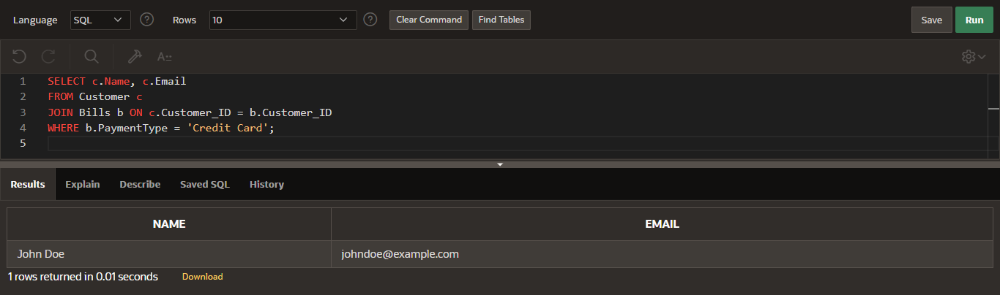 Language SQL ? Rows 10 ? Clear Command Find Tables Save Run
A
1 SELECT c.Name, c.Email
2 FROM Customer c
3 JOIN Bills b ON c.Customer_ID = b.Customer_ID
4 WHERE b.PaymentType = 'Credit Card';
5
Results Explain Describe Saved SQL History
NAME EMAIL
John Doe johndoe@example.com
1 rows returned in 0.01 seconds Download